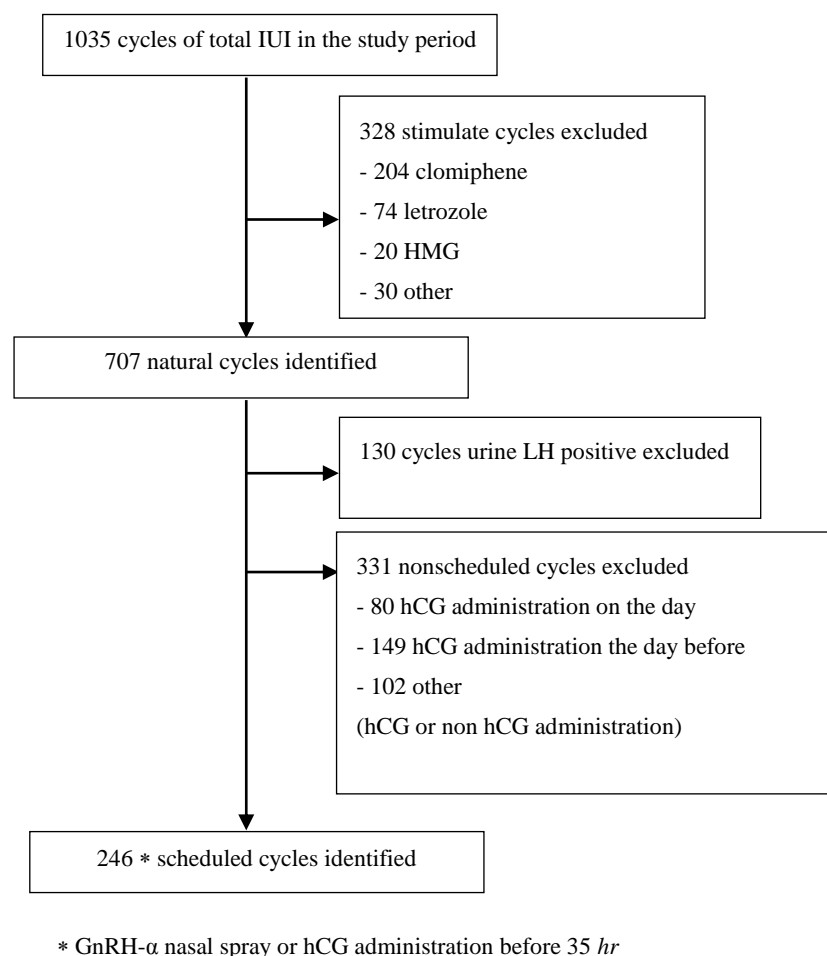 1035 cycles of total IUI in the study period
328 stimulate cycles excluded
- 204 clomiphene
- 74 letrozole
- 20 HMG
- 30 other
707 natural cycles identified
130 cycles urine LH positive excluded
331 nonscheduled cycles excluded
- 80 hCG administration on the day
- 149 hCG administration the day before
- 102 other
(hCG or non hCG administration)
246 * scheduled cycles identified
* GnRH-α nasal spray or hCG administration before 35 hr